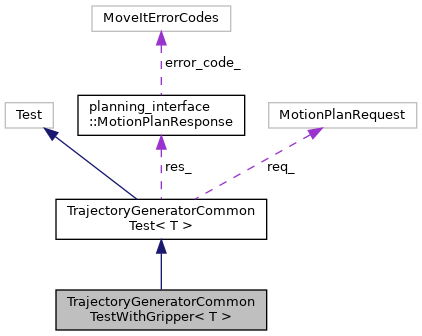 MoveItErrorCodes
error_code_
Test
planning_interface
::MotionPlanResponse
MotionPlanRequest
res_
req_
TrajectoryGeneratorCommon
Test< T >
TrajectoryGeneratorCommon
TestWithGripper< T >